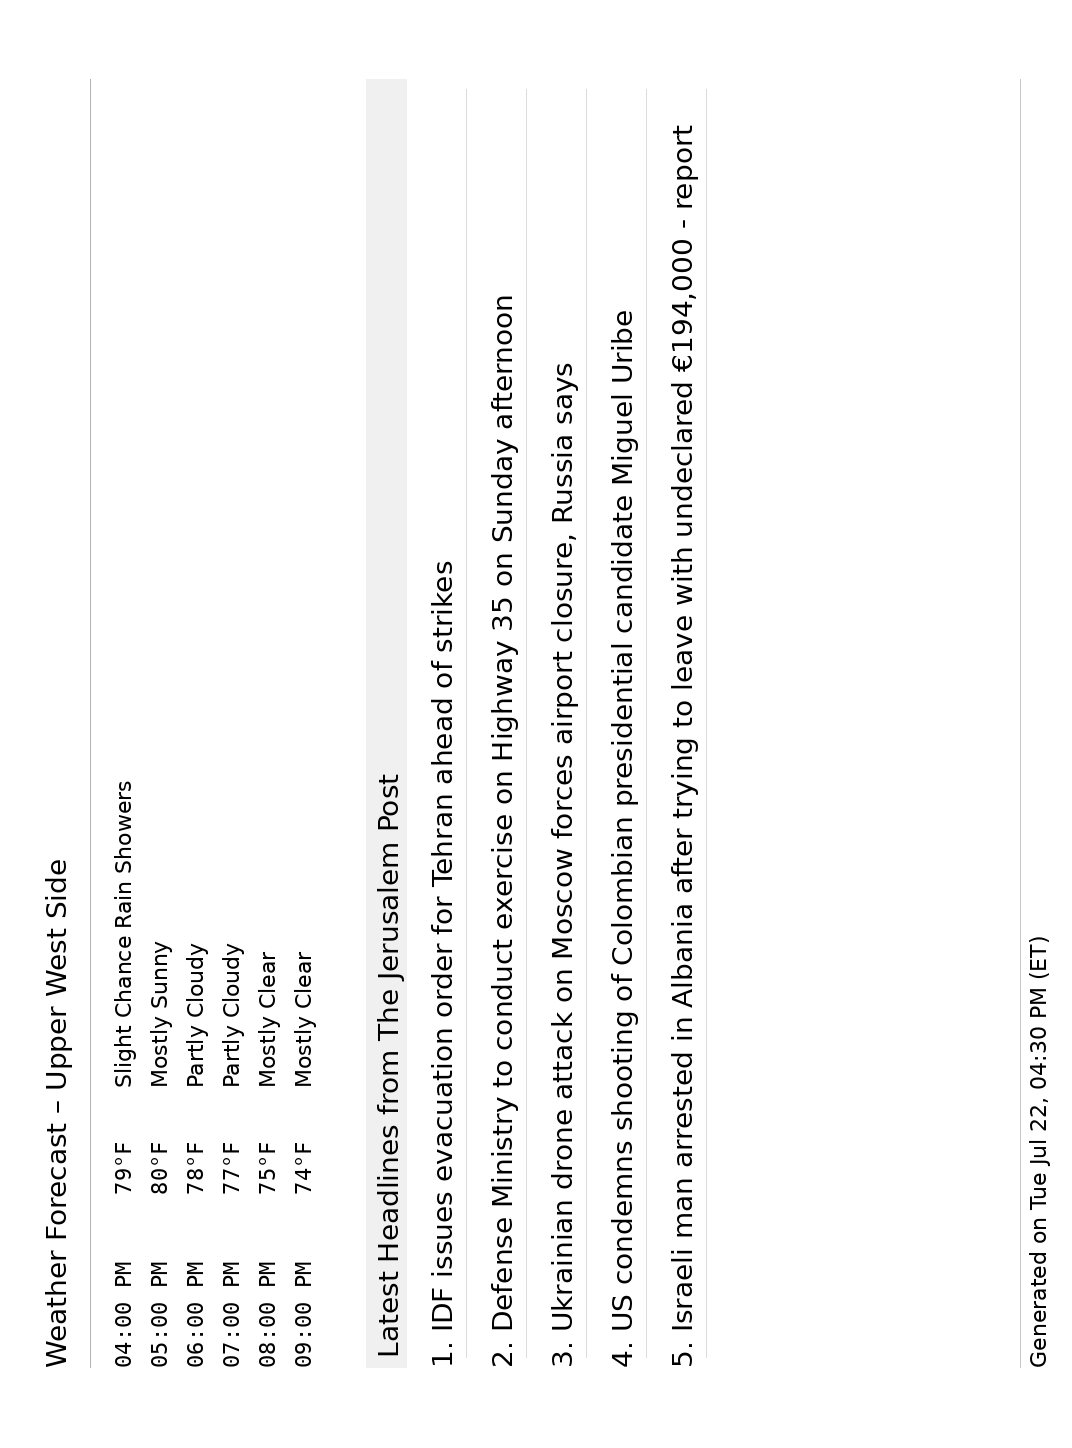 Weather Forecast – Upper West Side
04:00 PM 79°F Slight Chance Rain Showers
05:00 PM 80°F Mostly Sunny
06:00 PM 78°F Partly Cloudy
07:00 PM 77°F Partly Cloudy
08:00 PM 75°F Mostly Clear
09:00 PM 74°F Mostly Clear
Latest Headlines from The Jerusalem Post
1. IDF issues evacuation order for Tehran ahead of strikes
2. Defense Ministry to conduct exercise on Highway 35 on Sunday afternoon
3. Ukrainian drone attack on Moscow forces airport closure, Russia says
4. US condemns shooting of Colombian presidential candidate Miguel Uribe
5. Israeli man arrested in Albania after trying to leave with undeclared €194,000 - report
Generated on Tue Jul 22, 04:30 PM (ET)